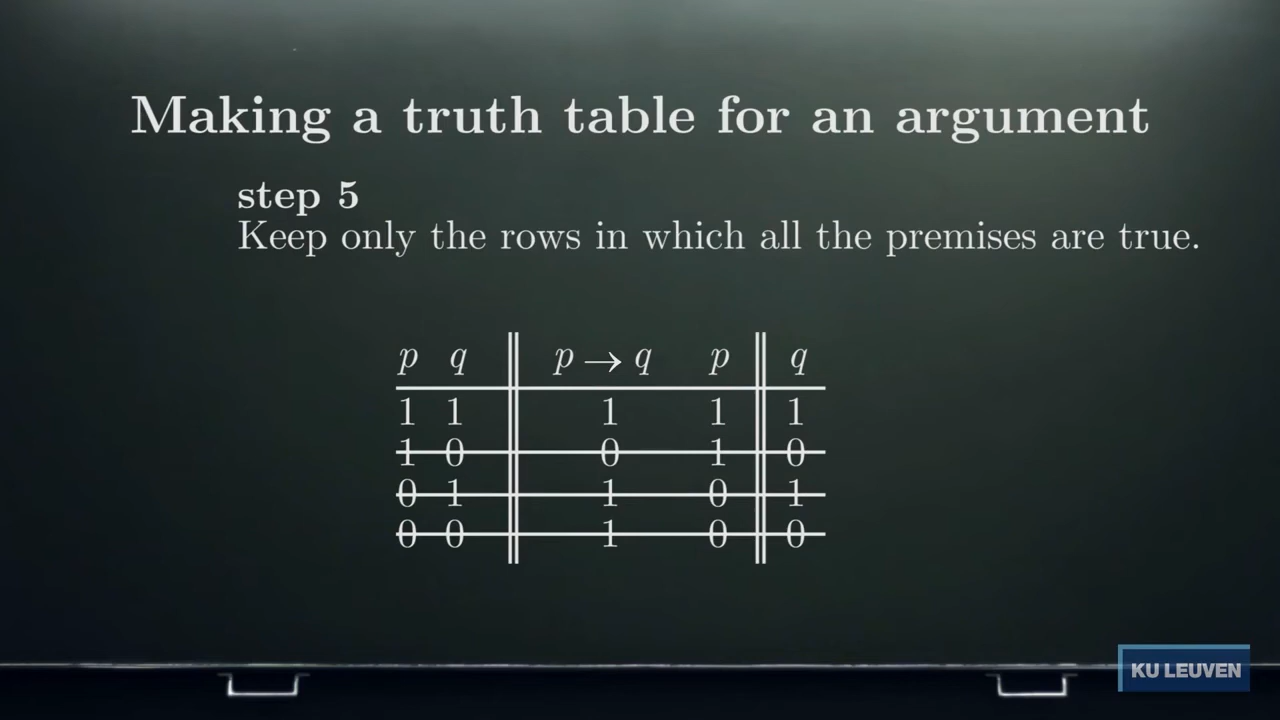 Making a truth table for an argument
step 5
Keep only the rows in which all the premises are true.
p q p → q p q
1 1 1 1 1
1 0 0 1 0
0 1 1 0 1
0 0 1 0 0
KU LEUVEN